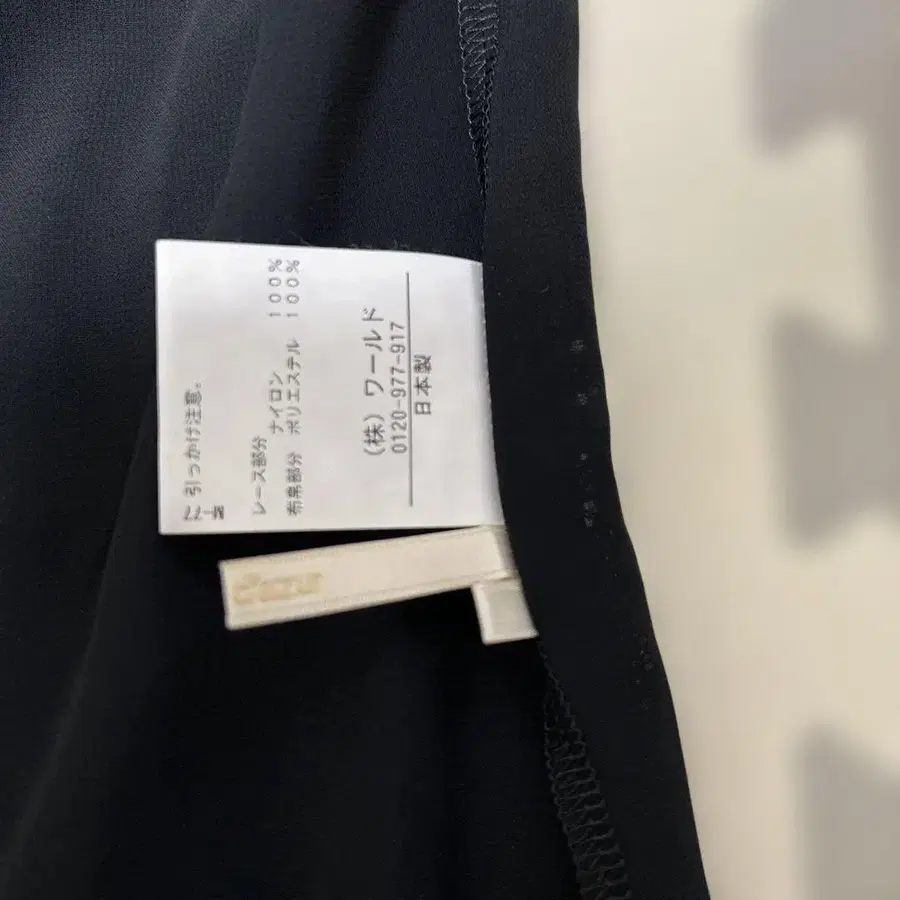 引っかけ注意。
レース部分
ナイロン 100%
布帛部分 ポリエステル 100%
(株) ワールド
0120-977-917
日本製